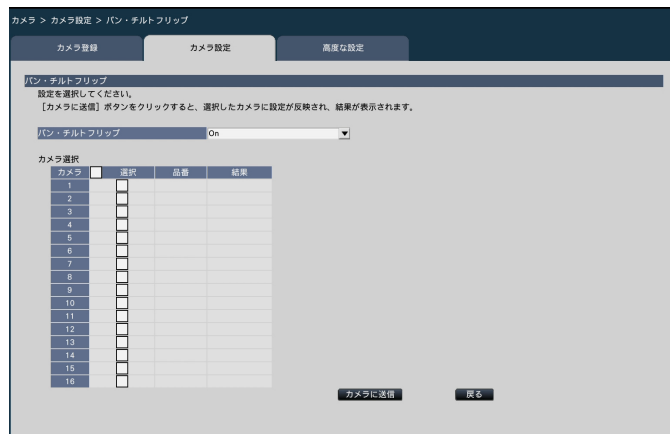 カメラ > カメラ設定 > パン・チルトフリップ
カメラ登録 カメラ設定 高度な設定
パン・チルトフリップ
設定を選択してください。
［カメラに送信］ボタンをクリックすると、選択したカメラに設定が反映され、結果が表示されます。
パン・チルトフリップ On
カメラ選択
カメラ 選択 品番 結果
1
2
3
4
5
6
7
8
9
10
11
12
13
14
15
16
カメラに送信 戻る